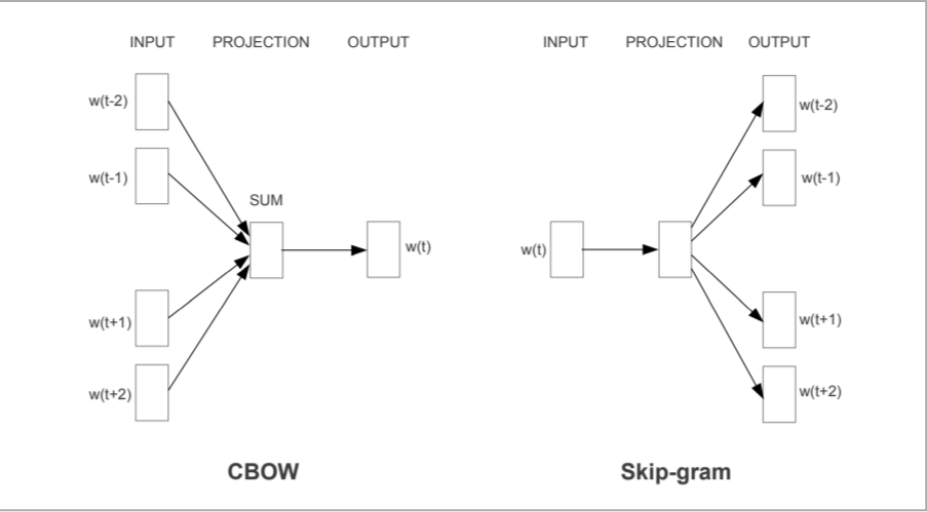 INPUT PROJECTION OUTPUT
w(t-2)
w(t-1)
SUM
w(t)
w(t+1)
w(t+2)
CBOW
INPUT PROJECTION OUTPUT
w(t-2)
w(t-1)
w(t)
w(t+1)
w(t+2)
Skip-gram